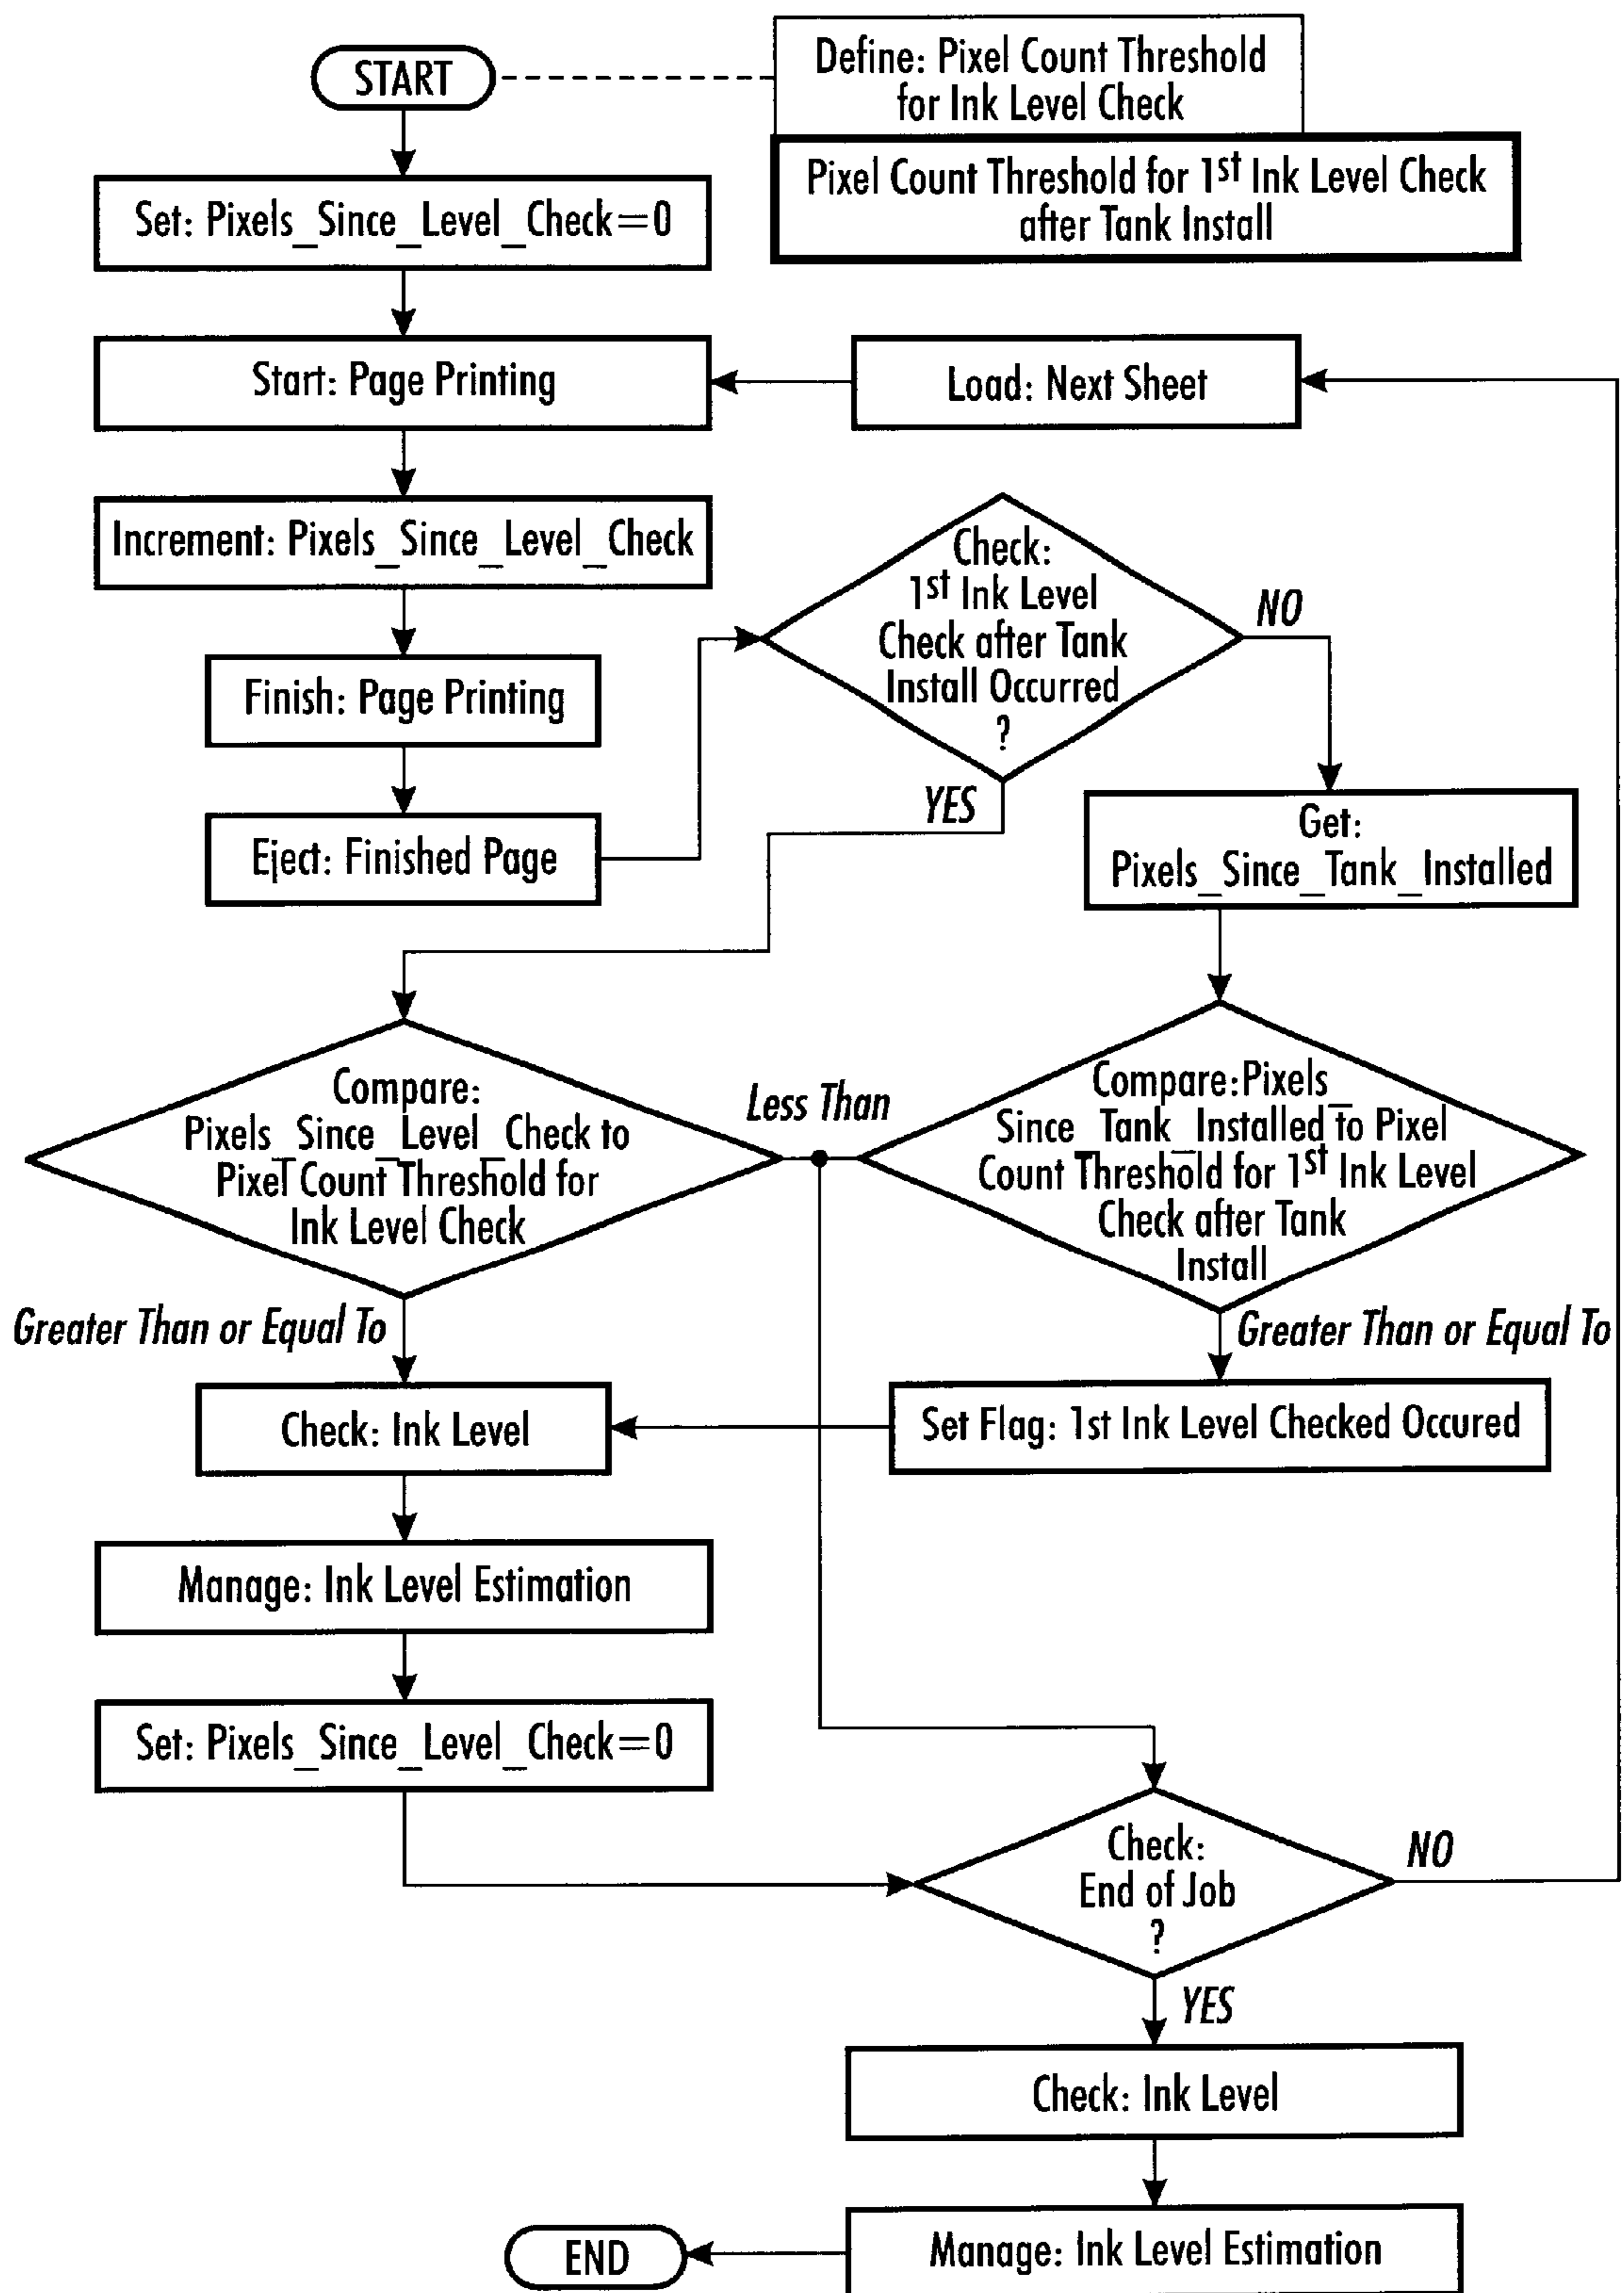 START
Define: Pixel Count Threshold
for Ink Level Check
Pixel Count Threshold for 1st Ink Level Check
after Tank Install
Set: Pixels_Since_Level_Check=0
Start: Page Printing
Load: Next Sheet
Increment: Pixels_Since_Level_Check
Finish: Page Printing
Eject: Finished Page
Check:
1st Ink Level
Check after Tank
Install Occurred
?
NO
YES
Get:
Pixels_Since_Tank_Installed
Compare:
Pixels_Since_Level_Check to
Pixel Count Threshold for
Ink Level Check
Less Than
Compare:Pixels_
Since_Tank_Installed to Pixel
Count Threshold for 1st Ink Level
Check after Tank
Install
Greater Than or Equal To
Greater Than or Equal To
Check: Ink Level
Set Flag: 1st Ink Level Checked Occured
Manage: Ink Level Estimation
Set: Pixels_Since_Level_Check=0
Check:
End of Job
?
NO
YES
Check: Ink Level
Manage: Ink Level Estimation
END